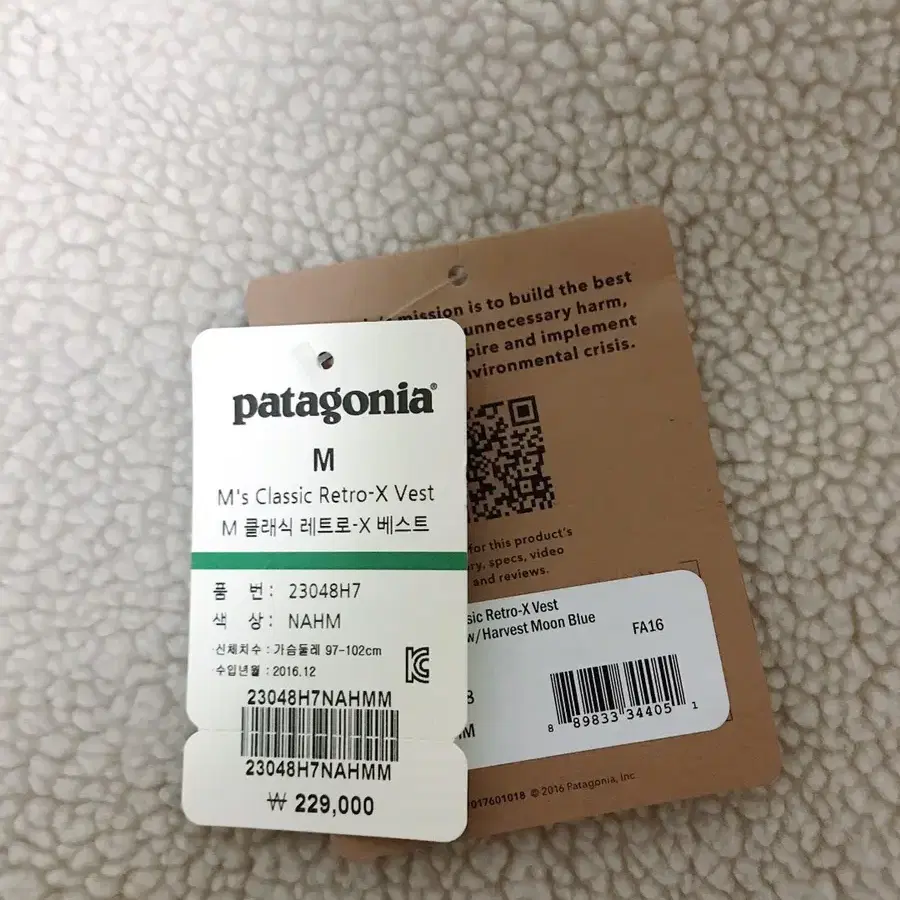 patagonia®
M
M's Classic Retro-X Vest
M 클래식 레트로-X 베스트
품 번 : 23048H7
색 상 : NAHM
·신체치수 : 가슴둘레 97-102cm
·수입년월 : 2016.12
23048H7NAHMM
23048H7NAHMM
₩ 229,000
mission is to build the best
unnecessary harm,
and implement
crisis.
for this product's
specs, video
and reviews.
Retro-X Vest
w/Harvest Moon Blue
FA16
8 89833 34405 1
© 2016 Patagonia, Inc.